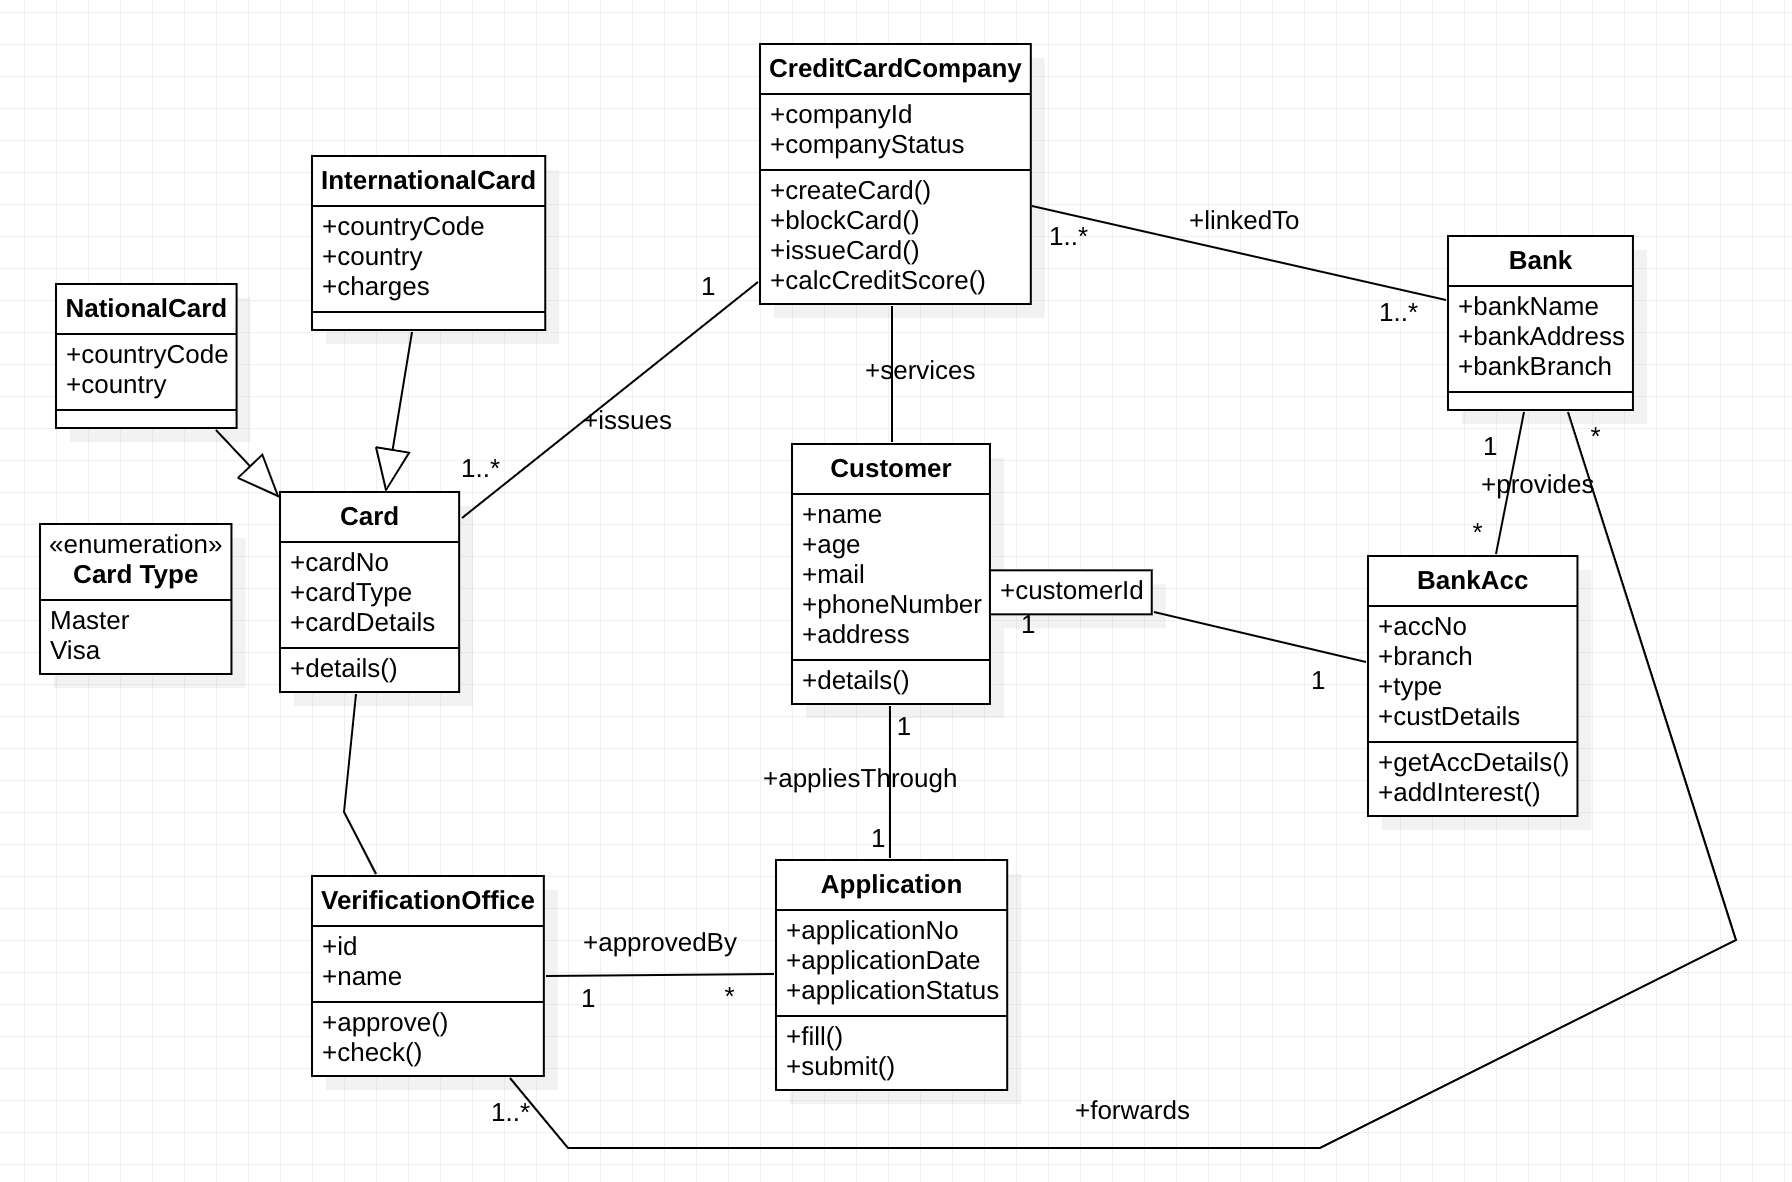 CreditCardCompany
+companyId
+companyStatus
+createCard()
+blockCard()
+issueCard()
+calcCreditScore()
InternationalCard
+countryCode
+country
+charges
NationalCard
+countryCode
+country
+linkedTo
1..*
1..*
Bank
+bankName
+bankAddress
+bankBranch
1
+issues
1..*
+services
1
*
+provides
*
Card
+cardNo
+cardType
+cardDetails
+details()
«enumeration»
Card Type
Master
Visa
Customer
+name
+age
+mail
+phoneNumber
+address
+details()
+customerId
1
1
BankAcc
+accNo
+branch
+type
+custDetails
+getAccDetails()
+addInterest()
1
+appliesThrough
1
VerificationOffice
+id
+name
+approve()
+check()
+approvedBy
1
*
Application
+applicationNo
+applicationDate
+applicationStatus
+fill()
+submit()
1..*
+forwards